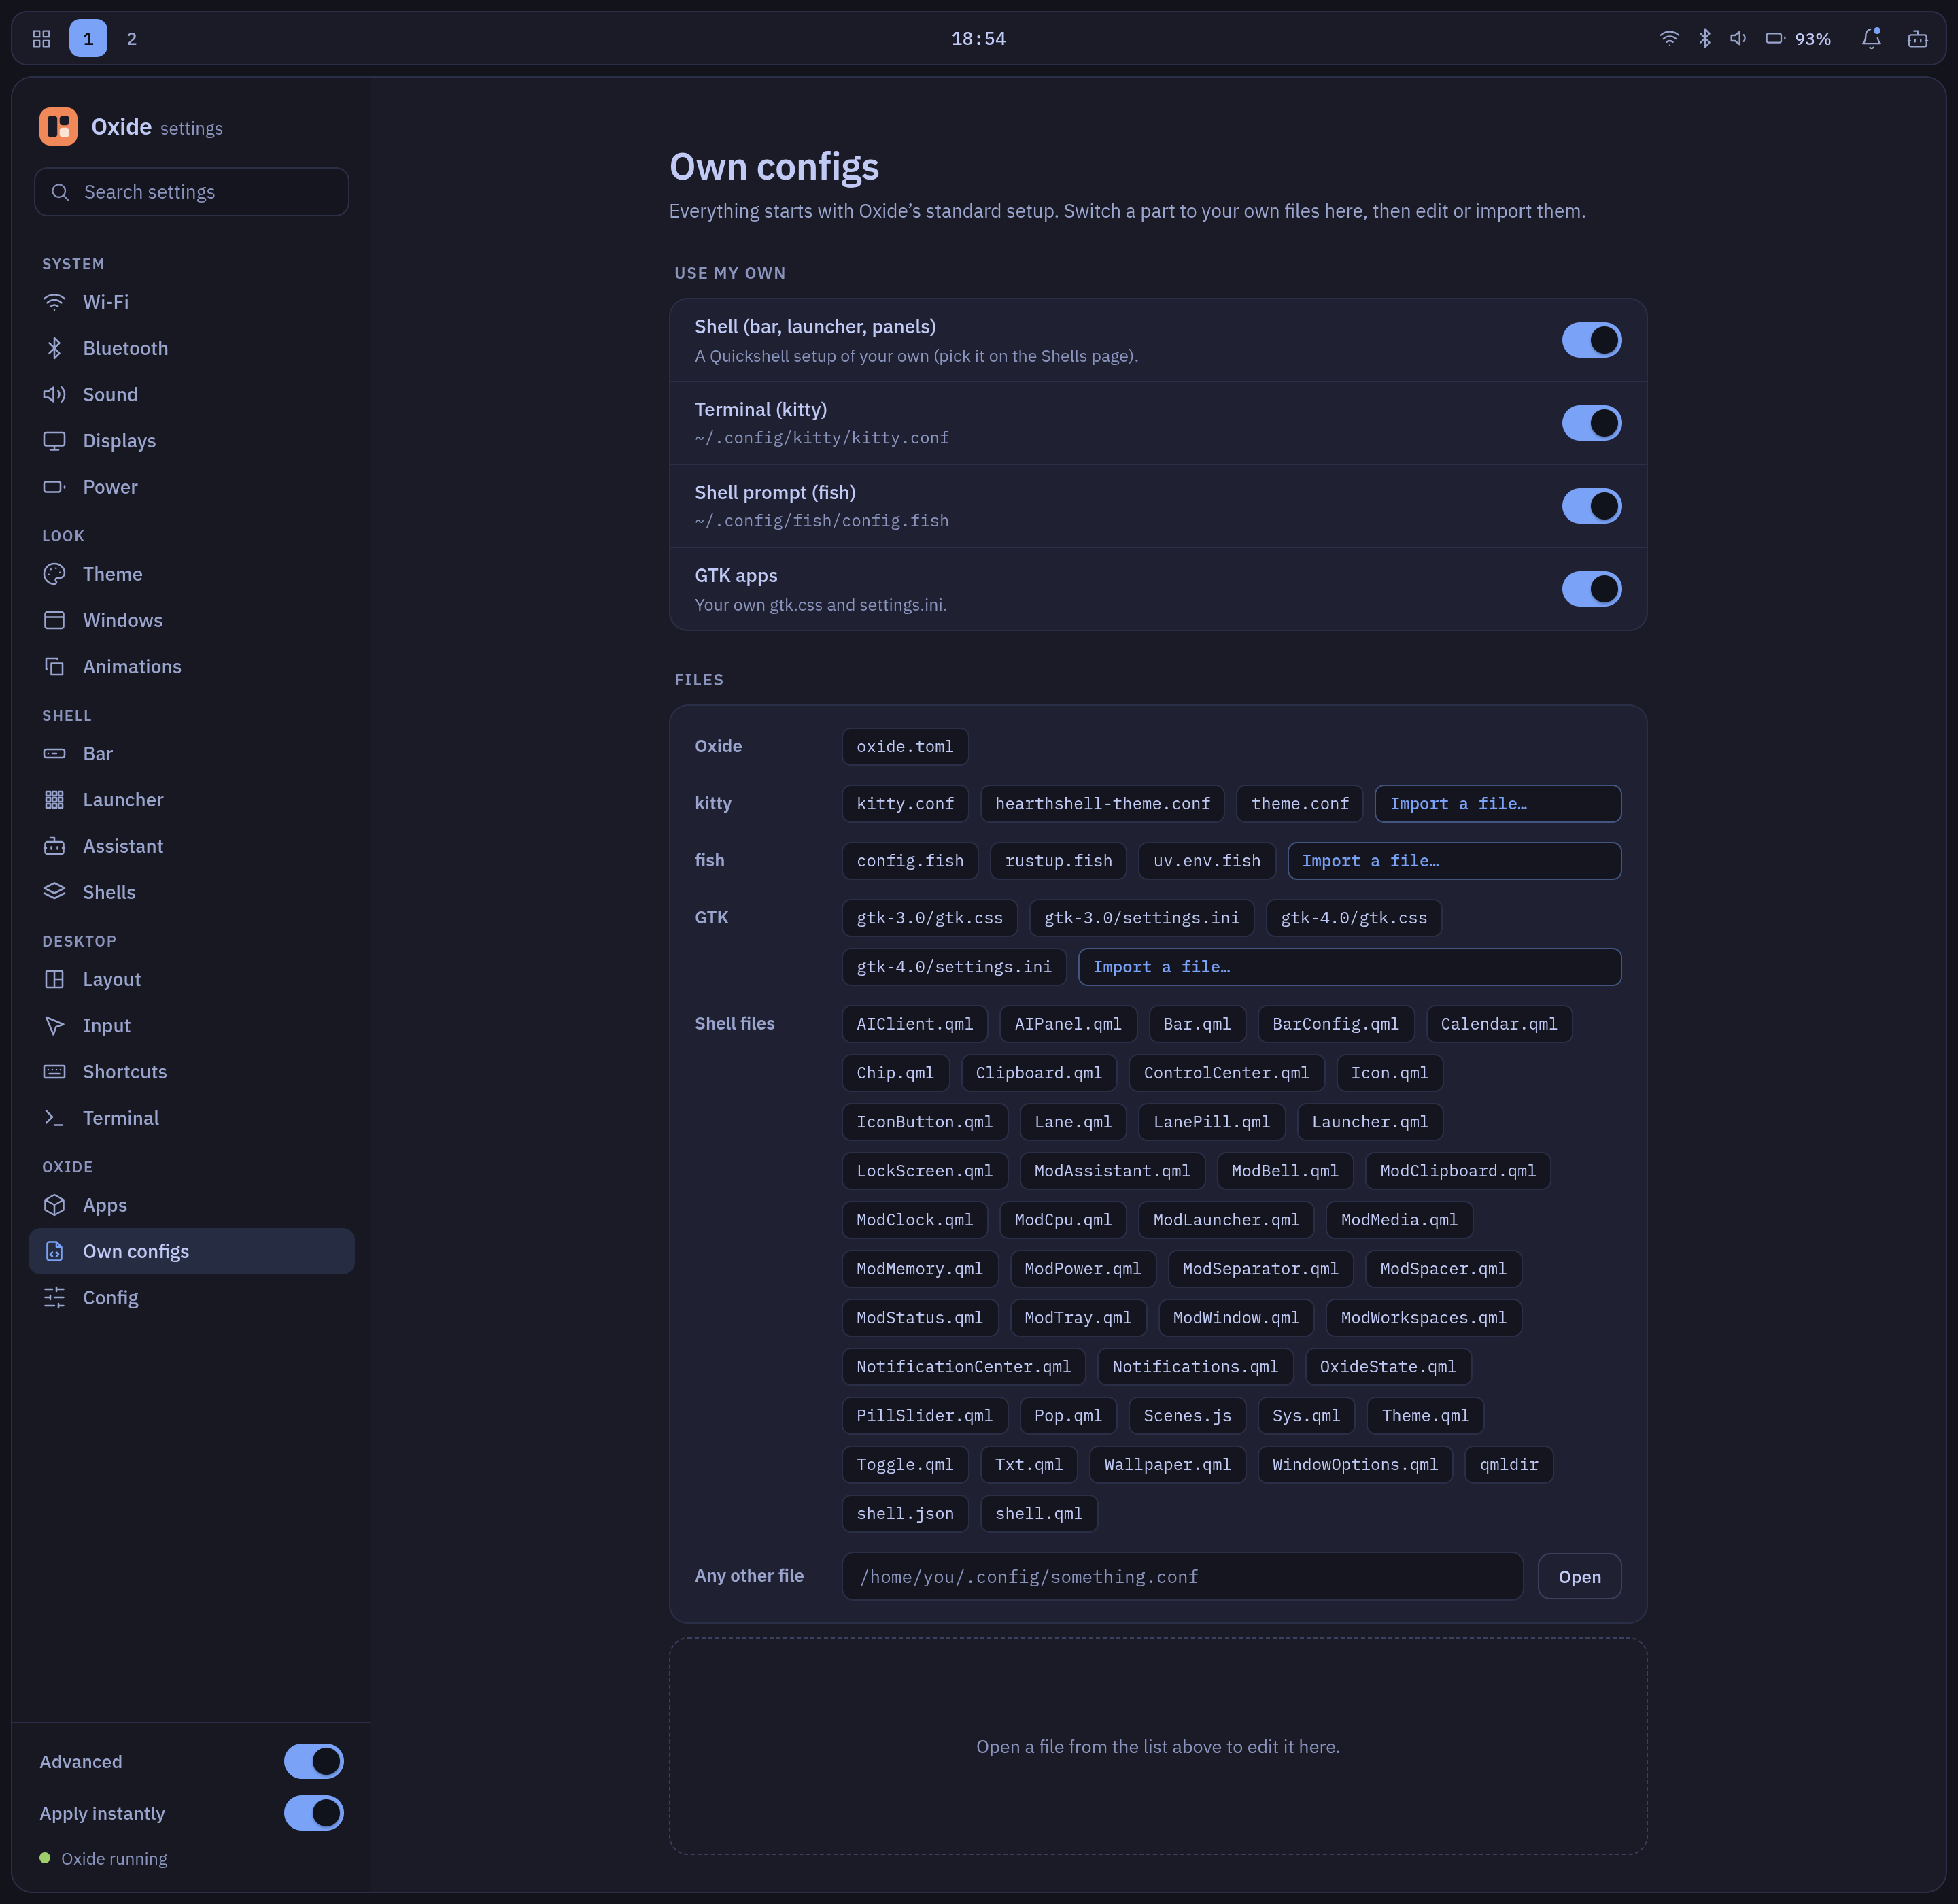 1 2
18:54
93%
Oxide settings
Search settings
SYSTEM
Wi-Fi
Bluetooth
Sound
Displays
Power
LOOK
Theme
Windows
Animations
SHELL
Bar
Launcher
Assistant
Shells
DESKTOP
Layout
Input
Shortcuts
Terminal
OXIDE
Apps
Own configs
Config
Advanced
Apply instantly
Oxide running
Own configs
Everything starts with Oxide’s standard setup. Switch a part to your own files here, then edit or import them.
USE MY OWN
Shell (bar, launcher, panels)
A Quickshell setup of your own (pick it on the Shells page).
Terminal (kitty)
~/.config/kitty/kitty.conf
Shell prompt (fish)
~/.config/fish/config.fish
GTK apps
Your own gtk.css and settings.ini.
FILES
Oxide oxide.toml
kitty kitty.conf hearthshell-theme.conf theme.conf Import a file…
fish config.fish rustup.fish uv.env.fish Import a file…
GTK gtk-3.0/gtk.css gtk-3.0/settings.ini gtk-4.0/gtk.css
gtk-4.0/settings.ini Import a file…
Shell files AIClient.qml AIPanel.qml Bar.qml BarConfig.qml Calendar.qml
Chip.qml Clipboard.qml ControlCenter.qml Icon.qml
IconButton.qml Lane.qml LanePill.qml Launcher.qml
LockScreen.qml ModAssistant.qml ModBell.qml ModClipboard.qml
ModClock.qml ModCpu.qml ModLauncher.qml ModMedia.qml
ModMemory.qml ModPower.qml ModSeparator.qml ModSpacer.qml
ModStatus.qml ModTray.qml ModWindow.qml ModWorkspaces.qml
NotificationCenter.qml Notifications.qml OxideState.qml
PillSlider.qml Pop.qml Scenes.js Sys.qml Theme.qml
Toggle.qml Txt.qml Wallpaper.qml WindowOptions.qml qmldir
shell.json shell.qml
Any other file /home/you/.config/something.conf Open
Open a file from the list above to edit it here.